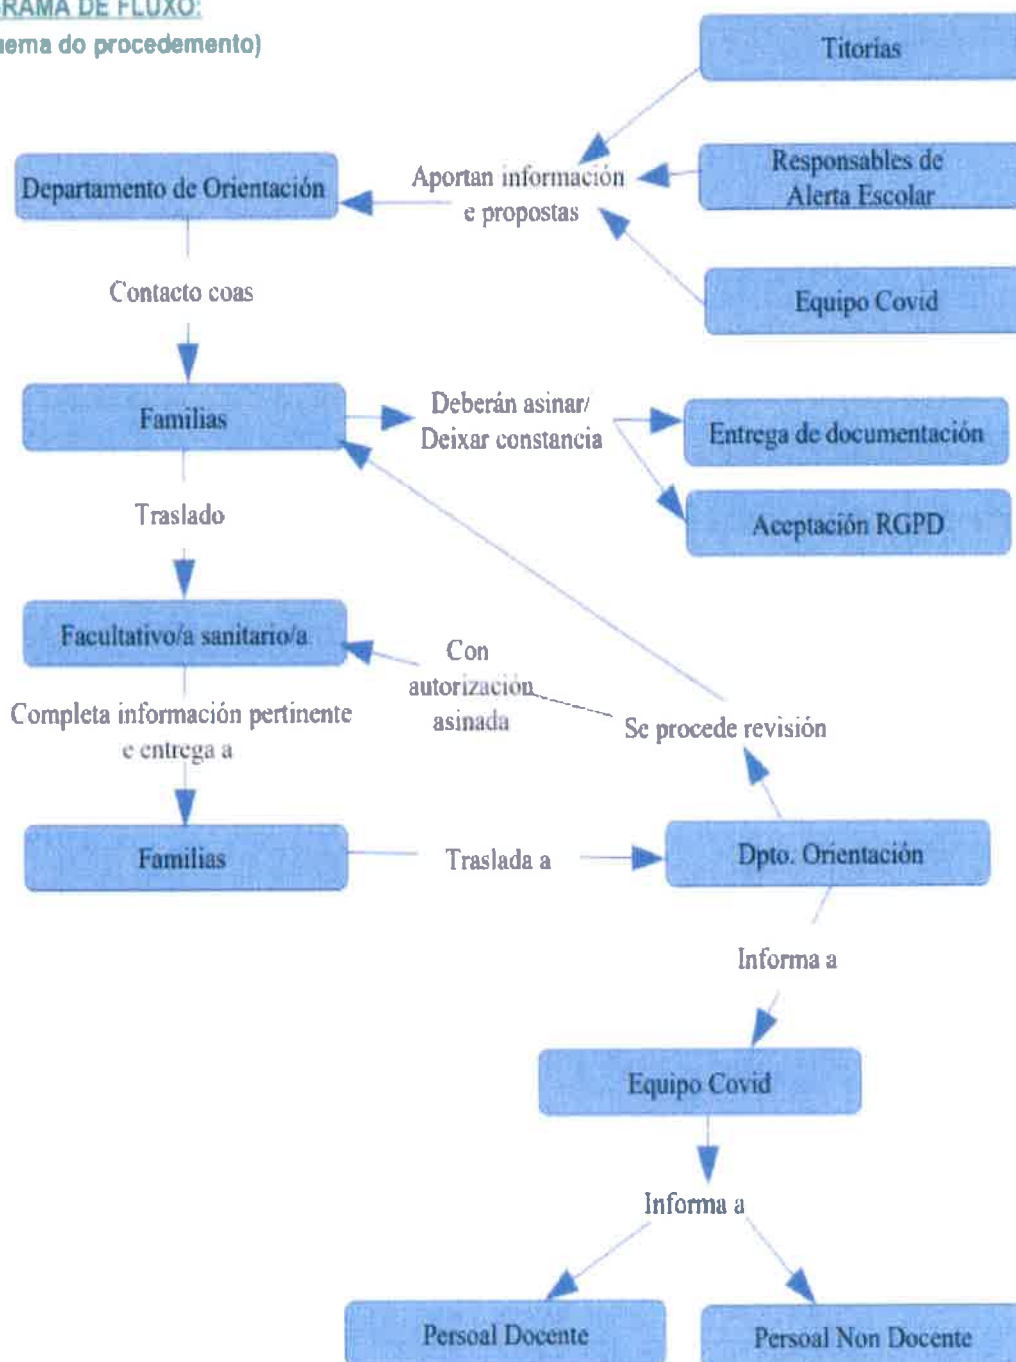 GRAMA DE FLUXO:
ema do procedemento)
Titorías
Departamento de Orientación
Aportan información
e propostas
Responsables de
Alerta Escolar
Equipo Covid
Contacto coas
Familias
Deberán asinar/
Deixar constancia
Entrega de documentación
Aceptación RGPD
Traslado
Facultativo/a sanitario/a
Con
autorización
asinada
Completa información pertinente
e entrega a
Se procede revisión
Familias
Traslada a
Dpto. Orientación
Informa a
Equipo Covid
Informa a
Persoal Docente
Persoal Non Docente